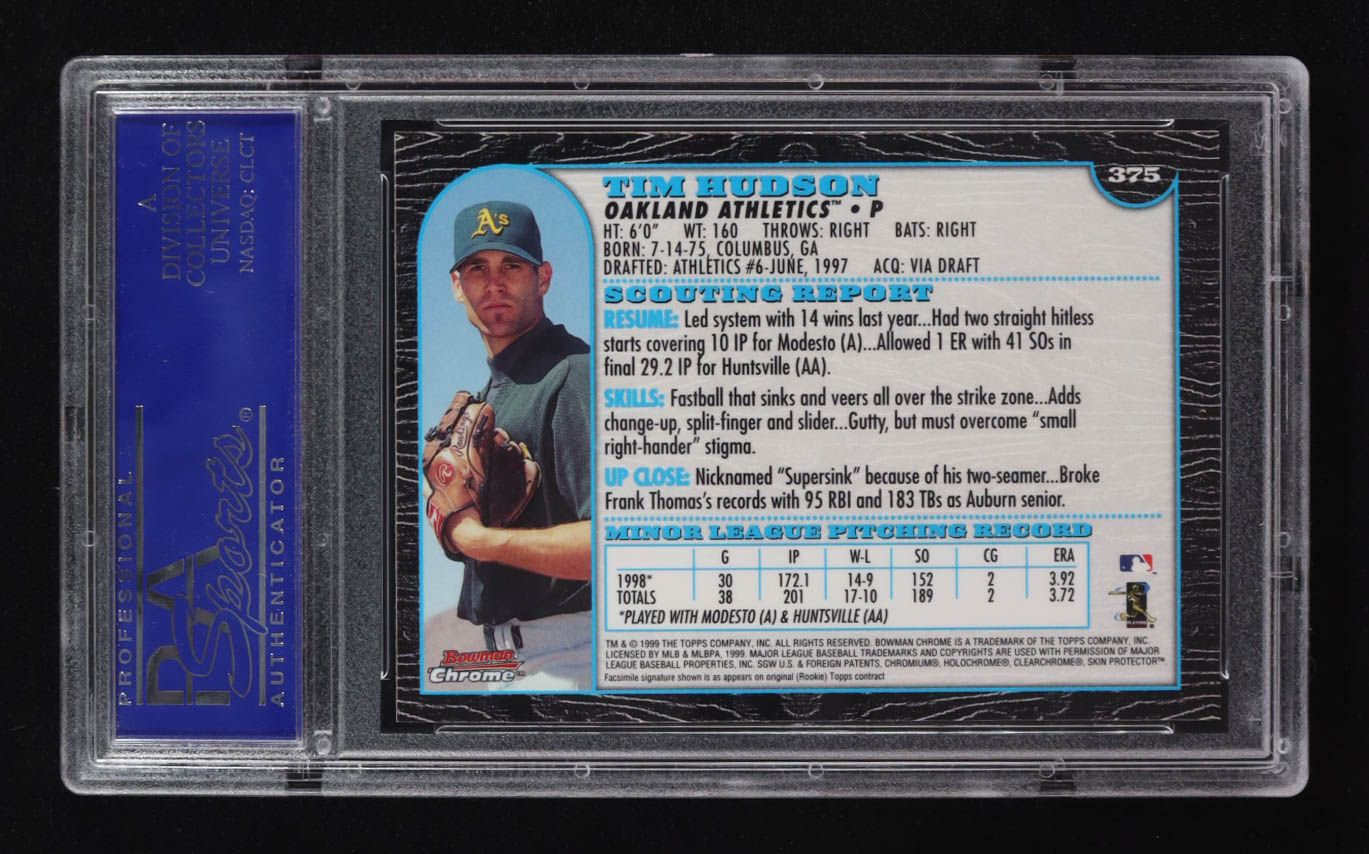 A
DIVISION OF
COLLECTORS
UNIVERSE
NASDAQ: CLCT
PROFESSIONAL
PSA
Sports®
AUTHENTICATOR
375
TIM HUDSON
OAKLAND ATHLETICS™ • P
HT: 6'0" WT: 160 THROWS: RIGHT BATS: RIGHT
BORN: 7-14-75, COLUMBUS, GA
DRAFTED: ATHLETICS #6-JUNE, 1997 ACQ: VIA DRAFT
SCOUTING REPORT
RESUME: Led system with 14 wins last year...Had two straight hitless
starts covering 10 IP for Modesto (A)...Allowed 1 ER with 41 SOs in
final 29.2 IP for Huntsville (AA).
SKILLS: Fastball that sinks and veers all over the strike zone...Adds
change-up, split-finger and slider...Gutty, but must overcome "small
right-hander" stigma.
UP CLOSE: Nicknamed "Supersink" because of his two-seamer...Broke
Frank Thomas's records with 95 RBI and 183 TBs as Auburn senior.
MINOR LEAGUE PITCHING RECORD
G IP W-L SO CG ERA
1998* 30 172.1 14-9 152 2 3.92
TOTALS 38 201 17-10 189 2 3.72
*PLAYED WITH MODESTO (A) & HUNTSVILLE (AA)
TM & © 1999 THE TOPPS COMPANY, INC. ALL RIGHTS RESERVED. BOWMAN CHROME IS A TRADEMARK OF THE TOPPS COMPANY, INC.
LICENSED BY MLB & MLBPA, 1999. MAJOR LEAGUE BASEBALL TRADEMARKS AND COPYRIGHTS ARE USED WITH PERMISSION OF MAJOR
LEAGUE BASEBALL PROPERTIES, INC. SGW U.S. & FOREIGN PATENTS, CHROMIUM®, HOLOCHROME®, CLEARCHROME®, SKIN PROTECTOR™
Facsimile signature shown is as appears on original (Rookie) Topps contract
A's
Bowman
Chrome™